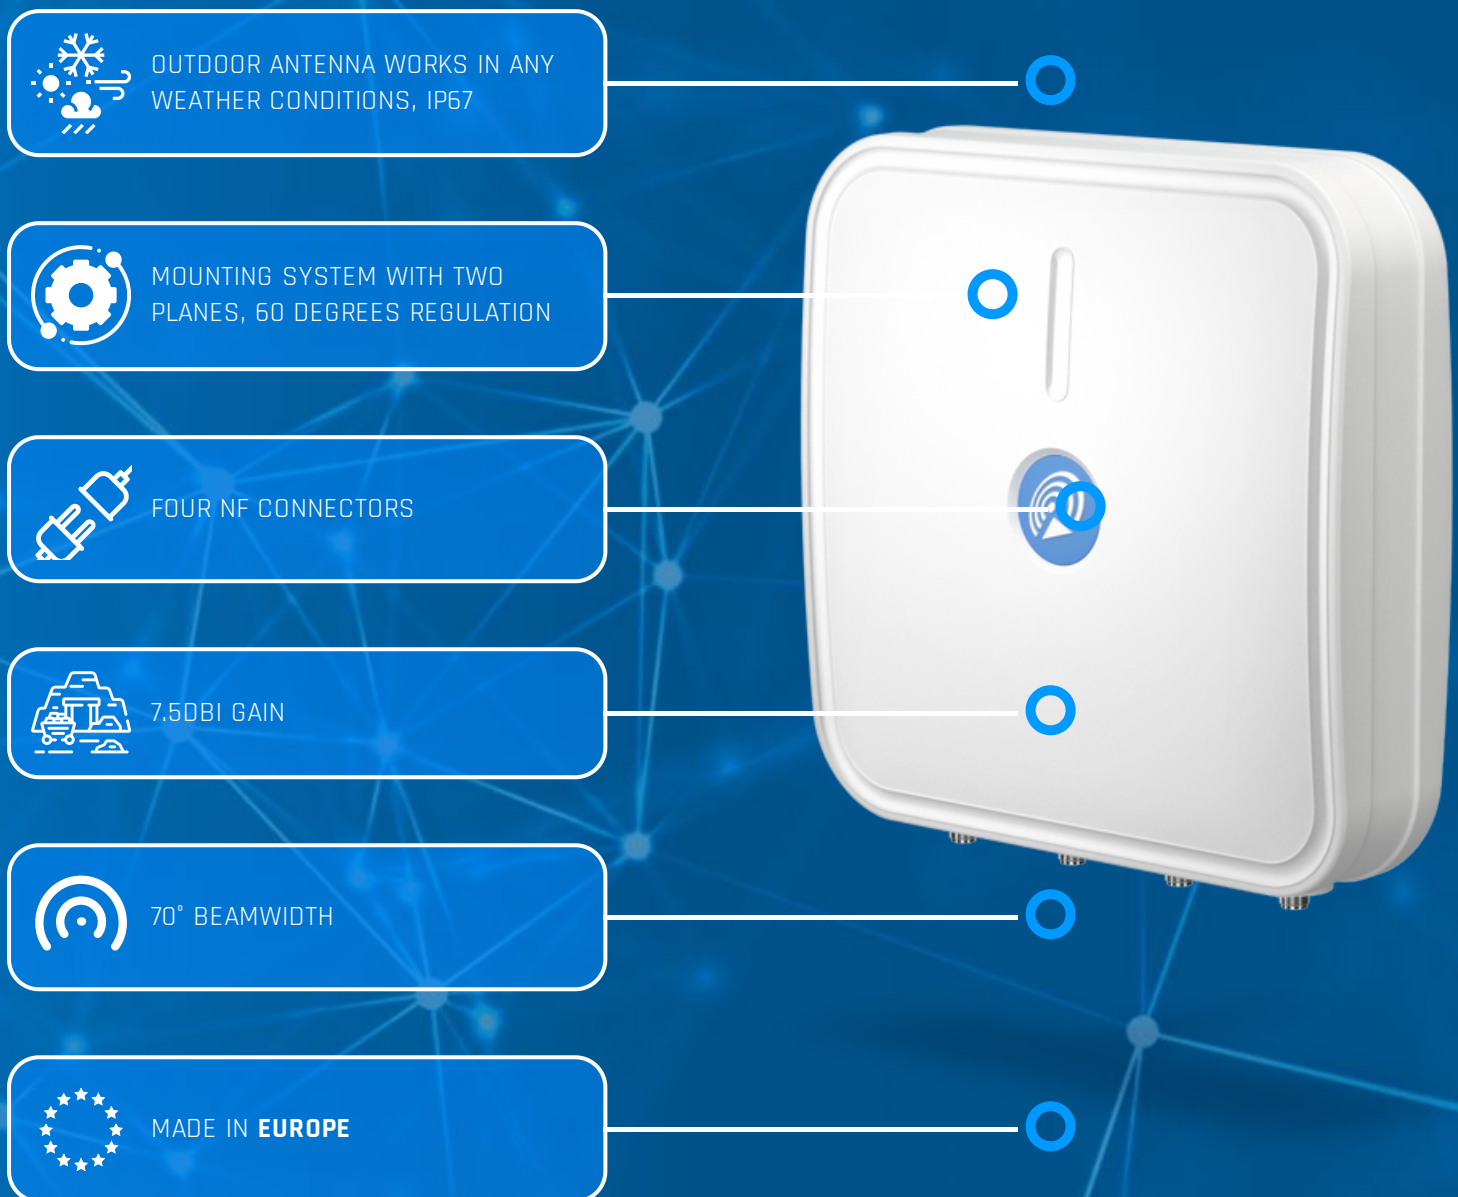 OUTDOOR ANTENNA WORKS IN ANY
WEATHER CONDITIONS, IP67
MOUNTING SYSTEM WITH TWO
PLANES, 60 DEGREES REGULATION
FOUR NF CONNECTORS
7.5DBI GAIN
70° BEAMWIDTH
MADE IN EUROPE